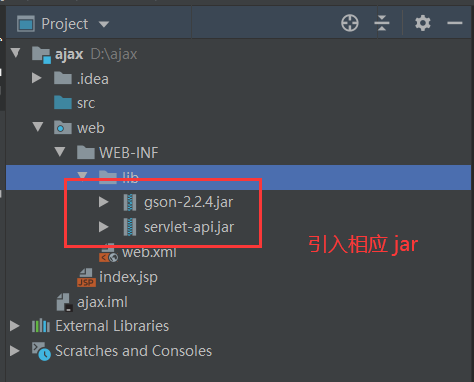 Project
ajax D:\ajax
.idea
src
web
WEB-INF
lib
gson-2.2.4.jar
servlet-api.jar
引入相应 jar
web.xml
index.jsp
ajax.iml
External Libraries
Scratches and Consoles